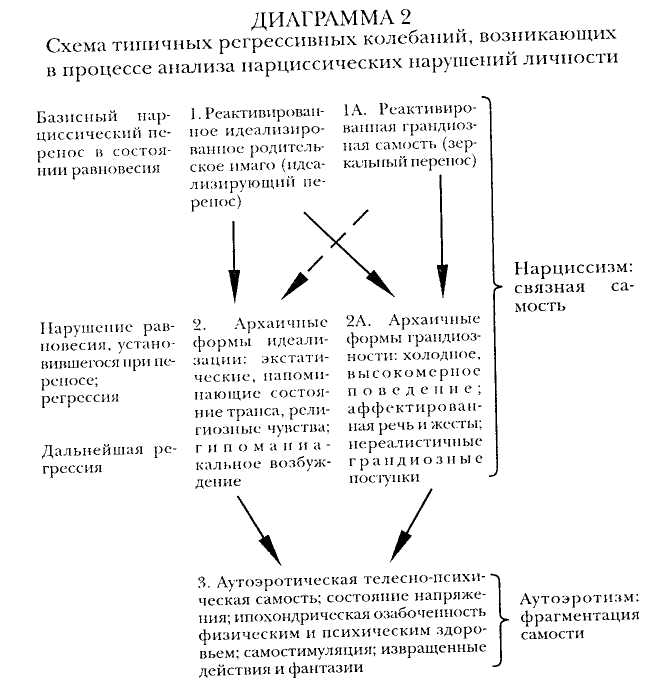 ДИАГРАММА 2
Схема типичных регрессивных колебаний, возникающих
в процессе анализа нарциссических нарушений личности
Базисный нар-
циссический пе-
ренос в состоя-
нии равновесия
1. Реактивирован-
ное идеализиро-
ванное родитель-
ское имаго (идеа-
лизирующий пе-
ренос)
1А. Реактивиро-
ванная грандиоз-
ная самость (зер-
кальный перенос)
Нарциссизм:
связная са-
мость
Нарушение рав-
новесия, устано-
вившегося при пе-
реносе;
регрессия
Дальнейшая ре-
грессия
2. Архаичные
формы идеали-
зации: экстати-
ческие, напоми-
нающие состоя-
ние транса, рели-
гиозные чувства;
гипоманиа-
кальное возбуж-
дение
2А. Архаичные
формы грандиоз-
ности: холодное,
высокомерное
поведение;
аффектирован-
ная речь и жесты;
нереалистичные
грандиозные
поступки
3. Аутоэротическая телесно-психи-
ческая самость; состояние напряже-
ния; ипохондрическая озабоченность
физическим и психическим здоро-
вьем; самостимуляция; извращенные
действия и фантазии
Аутоэротизм:
фрагментация
самости